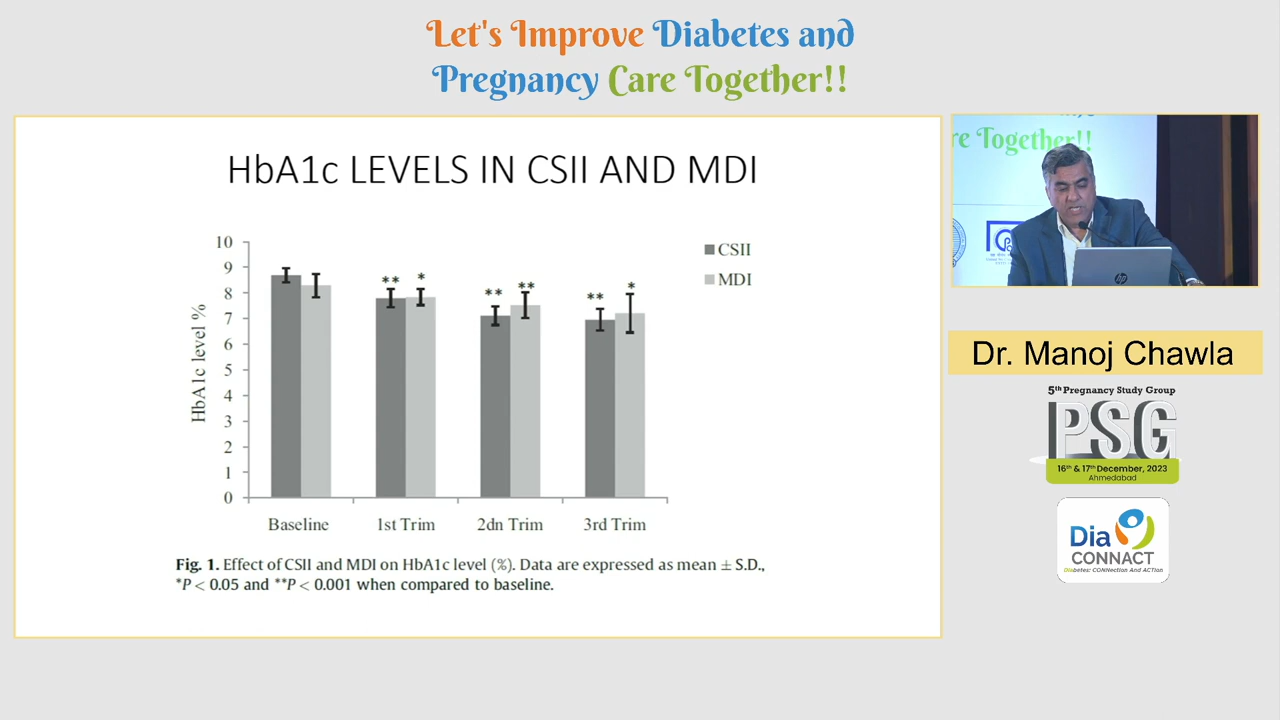 Let's Improve Diabetes and
Pregnancy Care Together!!
HbA1c LEVELS IN CSII AND MDI
10
9
8
7
6
5
4
3
2
1
0
HbA1c level %
** *
** **
** *
CSII
MDI
Baseline 1st Trim 2dn Trim 3rd Trim
Fig. 1. Effect of CSII and MDI on HbA1c level (%). Data are expressed as mean ± S.D.,
*P < 0.05 and **P < 0.001 when compared to baseline.
re Together!!
hp
Dr. Manoj Chawla
5th Pregnancy Study Group
PSG
16th & 17th December, 2023
Ahmedabad
Dia
CONNACT
Diabetes: CONNection And ACTion